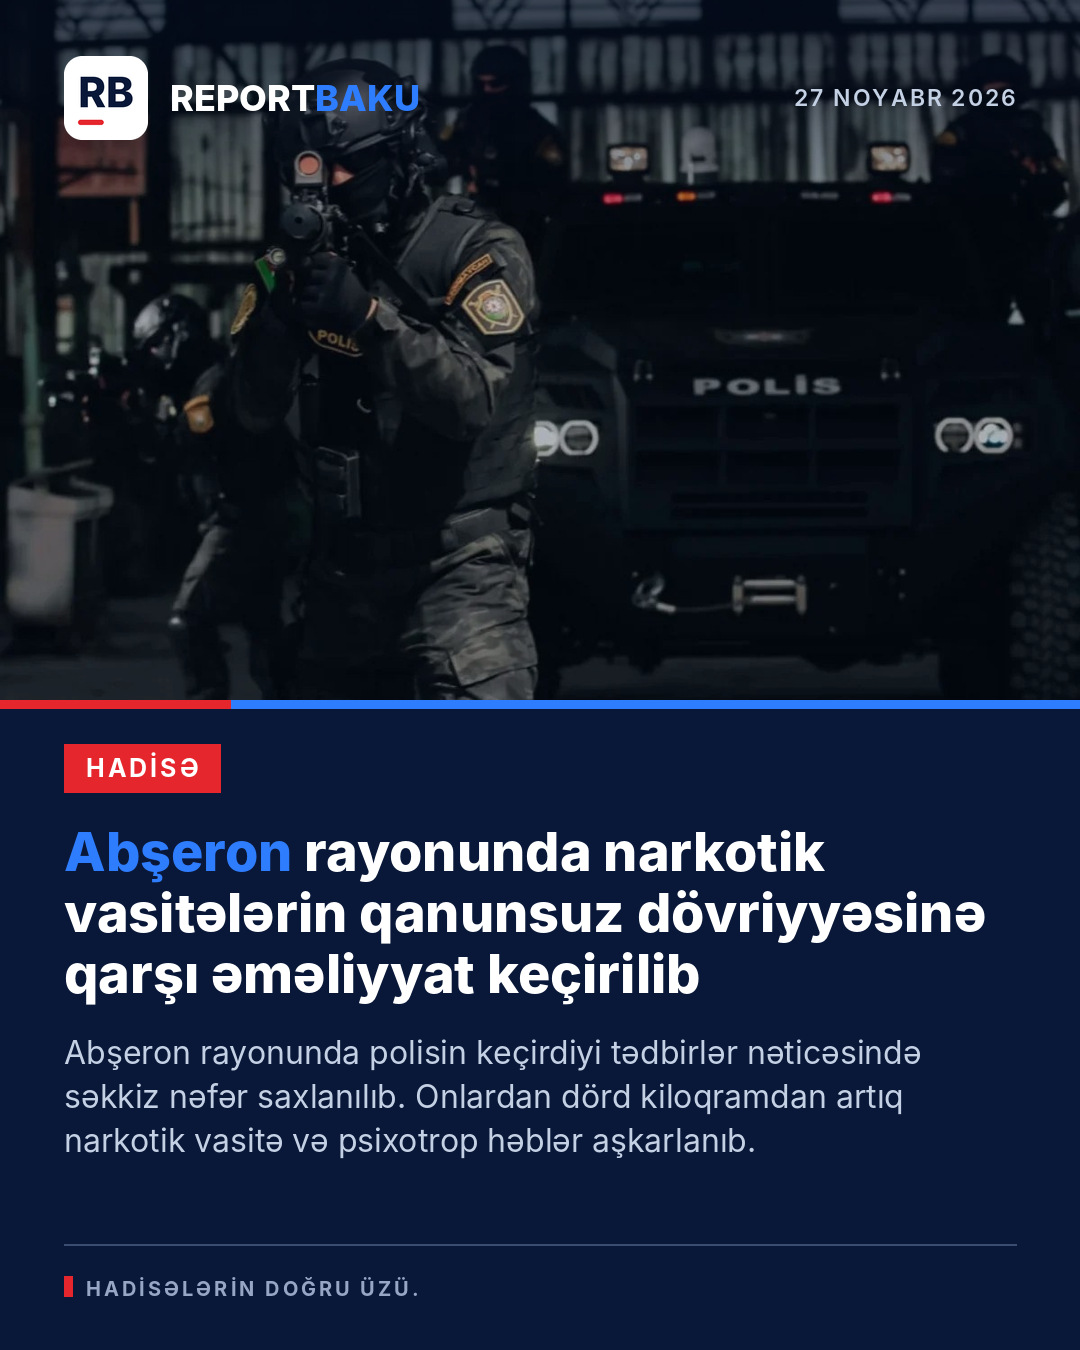 RB
REPORTBAKU
27 NOYABR 2026
POLİS
POLİS
HADİSƏ
Abşeron rayonunda narkotik
vasitələrin qanunsuz dövriyyəsinə
qarşı əməliyyat keçirilib
Abşeron rayonunda polisin keçirdiyi tədbirlər nəticəsində
səkkiz nəfər saxlanılıb. Onlardan dörd kiloqramdan artıq
narkotik vasitə və psixotrop həblər aşkarlanıb.
HADİSƏLƏRİN DOĞRU ÜZÜ.